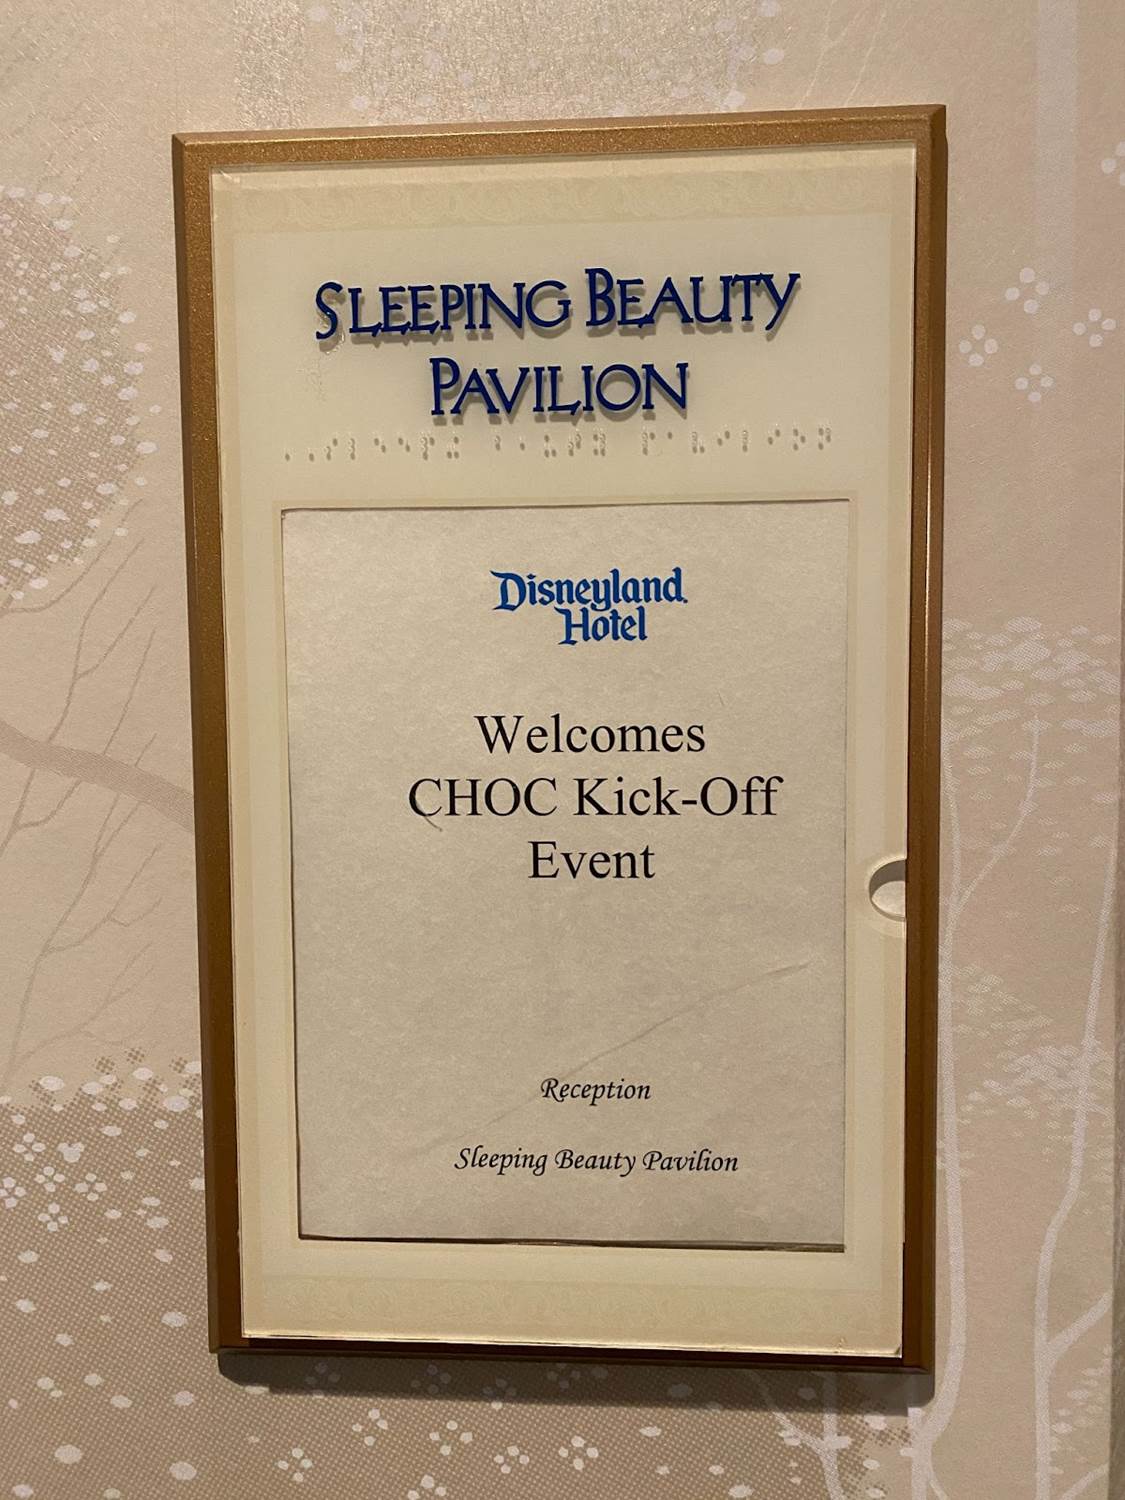 SLEEPING BEAUTY
PAVILION
Disneyland
Hotel
Welcomes
CHOC Kick-Off
Event
Reception
Sleeping Beauty Pavilion